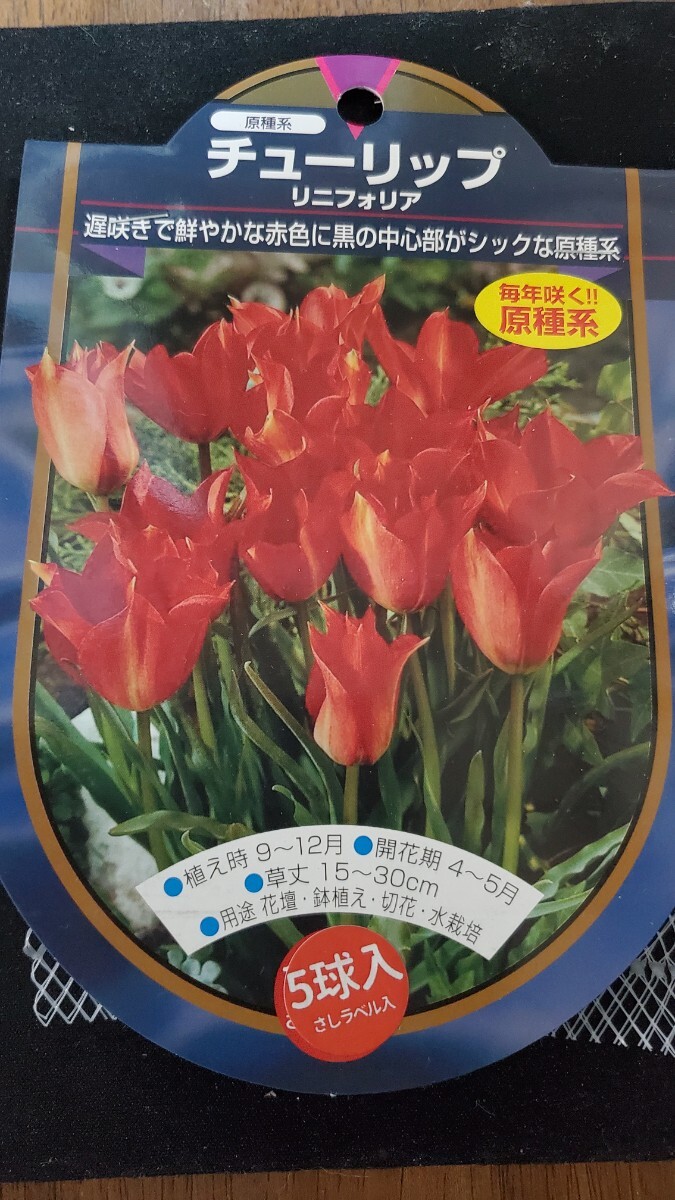 原種系
チューリップ
リニフォリア
遅咲きで鮮やかな赤色に黒の中心部がシックな原種系
毎年咲く!!
原種系
●植え時 9〜12月 ●開花期 4〜5月
●草丈 15〜30cm
●用途 花壇・鉢植え・切花・水栽培
5球入
さしラベル入